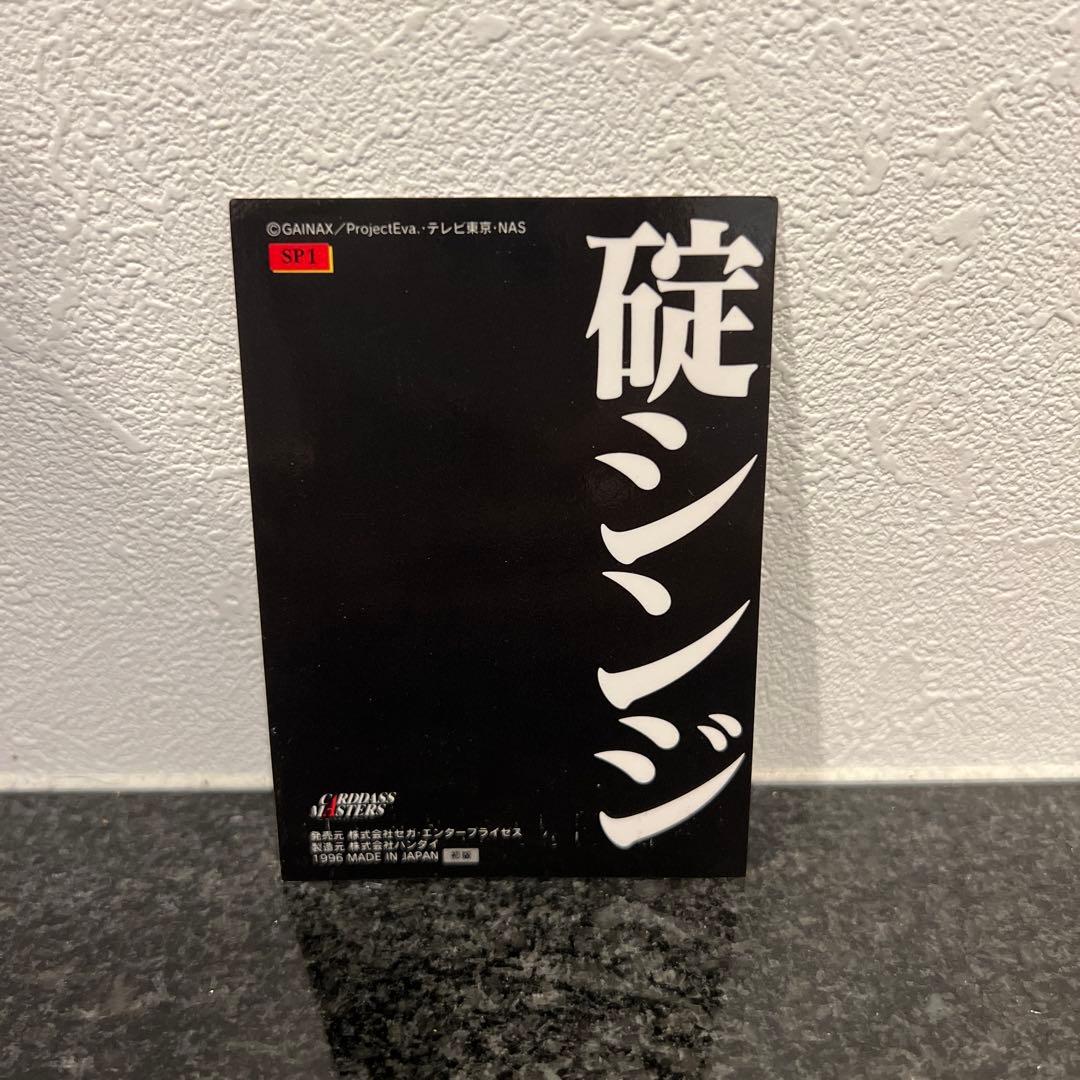 ©GAINAX／ProjectEva.･テレビ東京･NAS
SP.1
碇シンジ
CARDDASS
MASTERS
発売元 株式会社セガ･エンタープライゼス
製造元 株式会社バンダイ
1996 MADE IN JAPAN